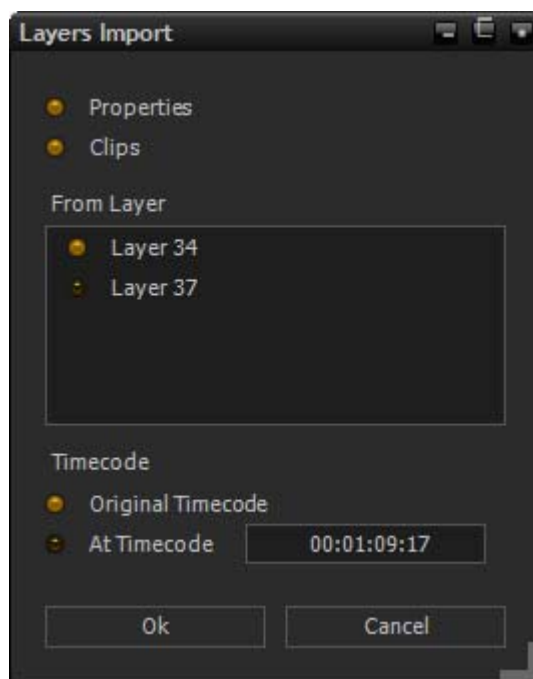 Layers Import
Properties
Clips
From Layer
Layer 34
Layer 37
Timecode
Original Timecode
At Timecode 00:01:09:17
Ok Cancel